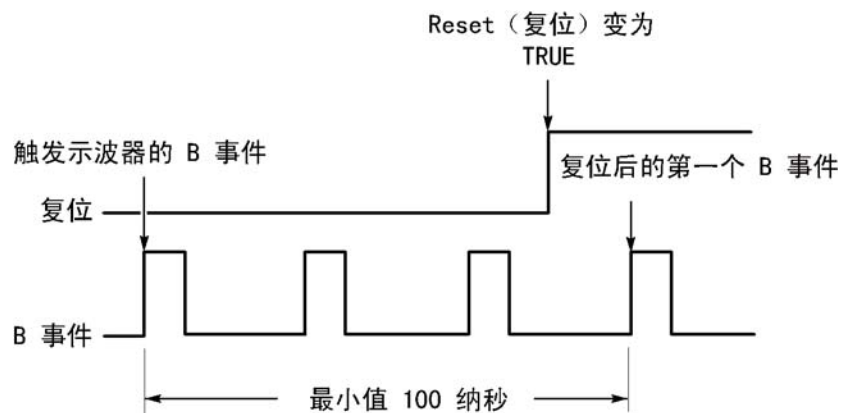 Reset（复位）变为
TRUE
触发示波器的 B 事件
复位后的第一个 B 事件
复位
B 事件
最小值 100 纳秒